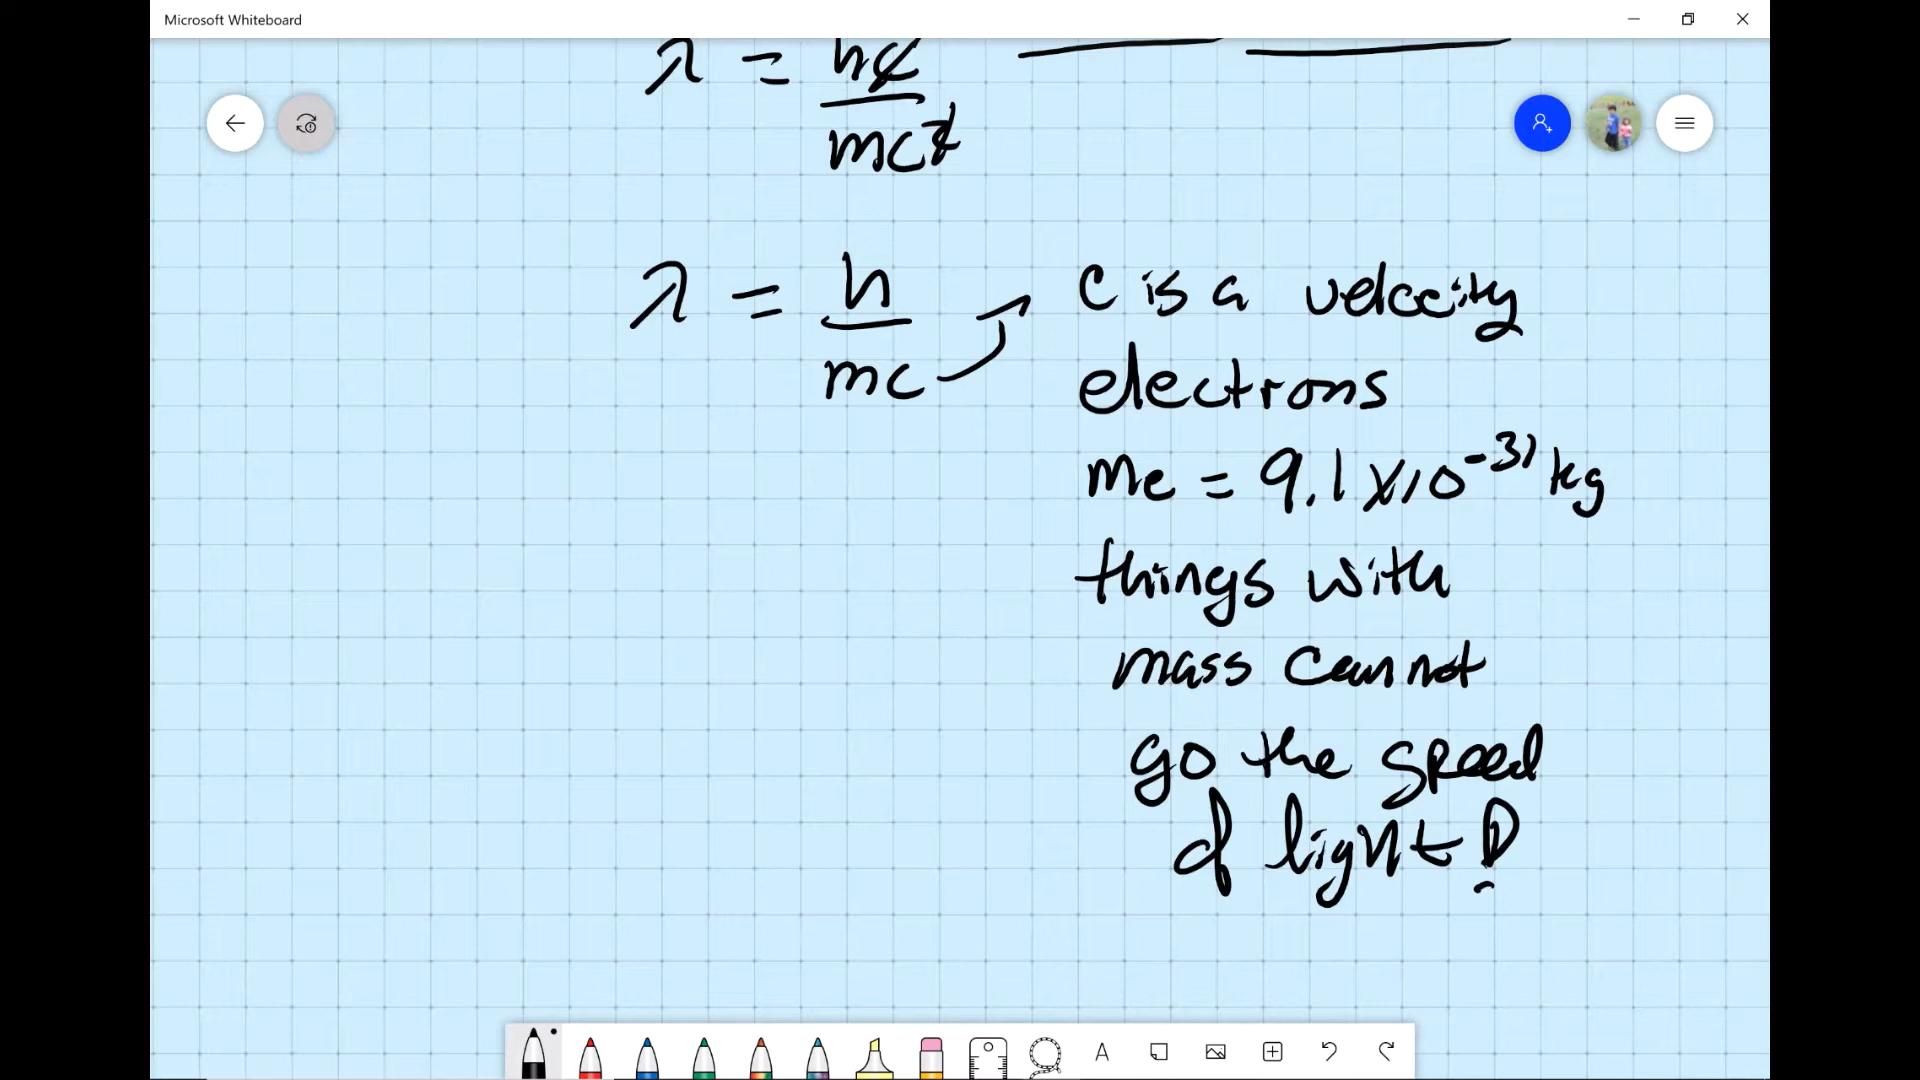 Microsoft Whiteboard
λ = hc
mc²
λ = h
mc
c is a velocity
electrons
me = 9.1 x10⁻³¹ kg
things with
mass cannot
go the speed
of light!
A